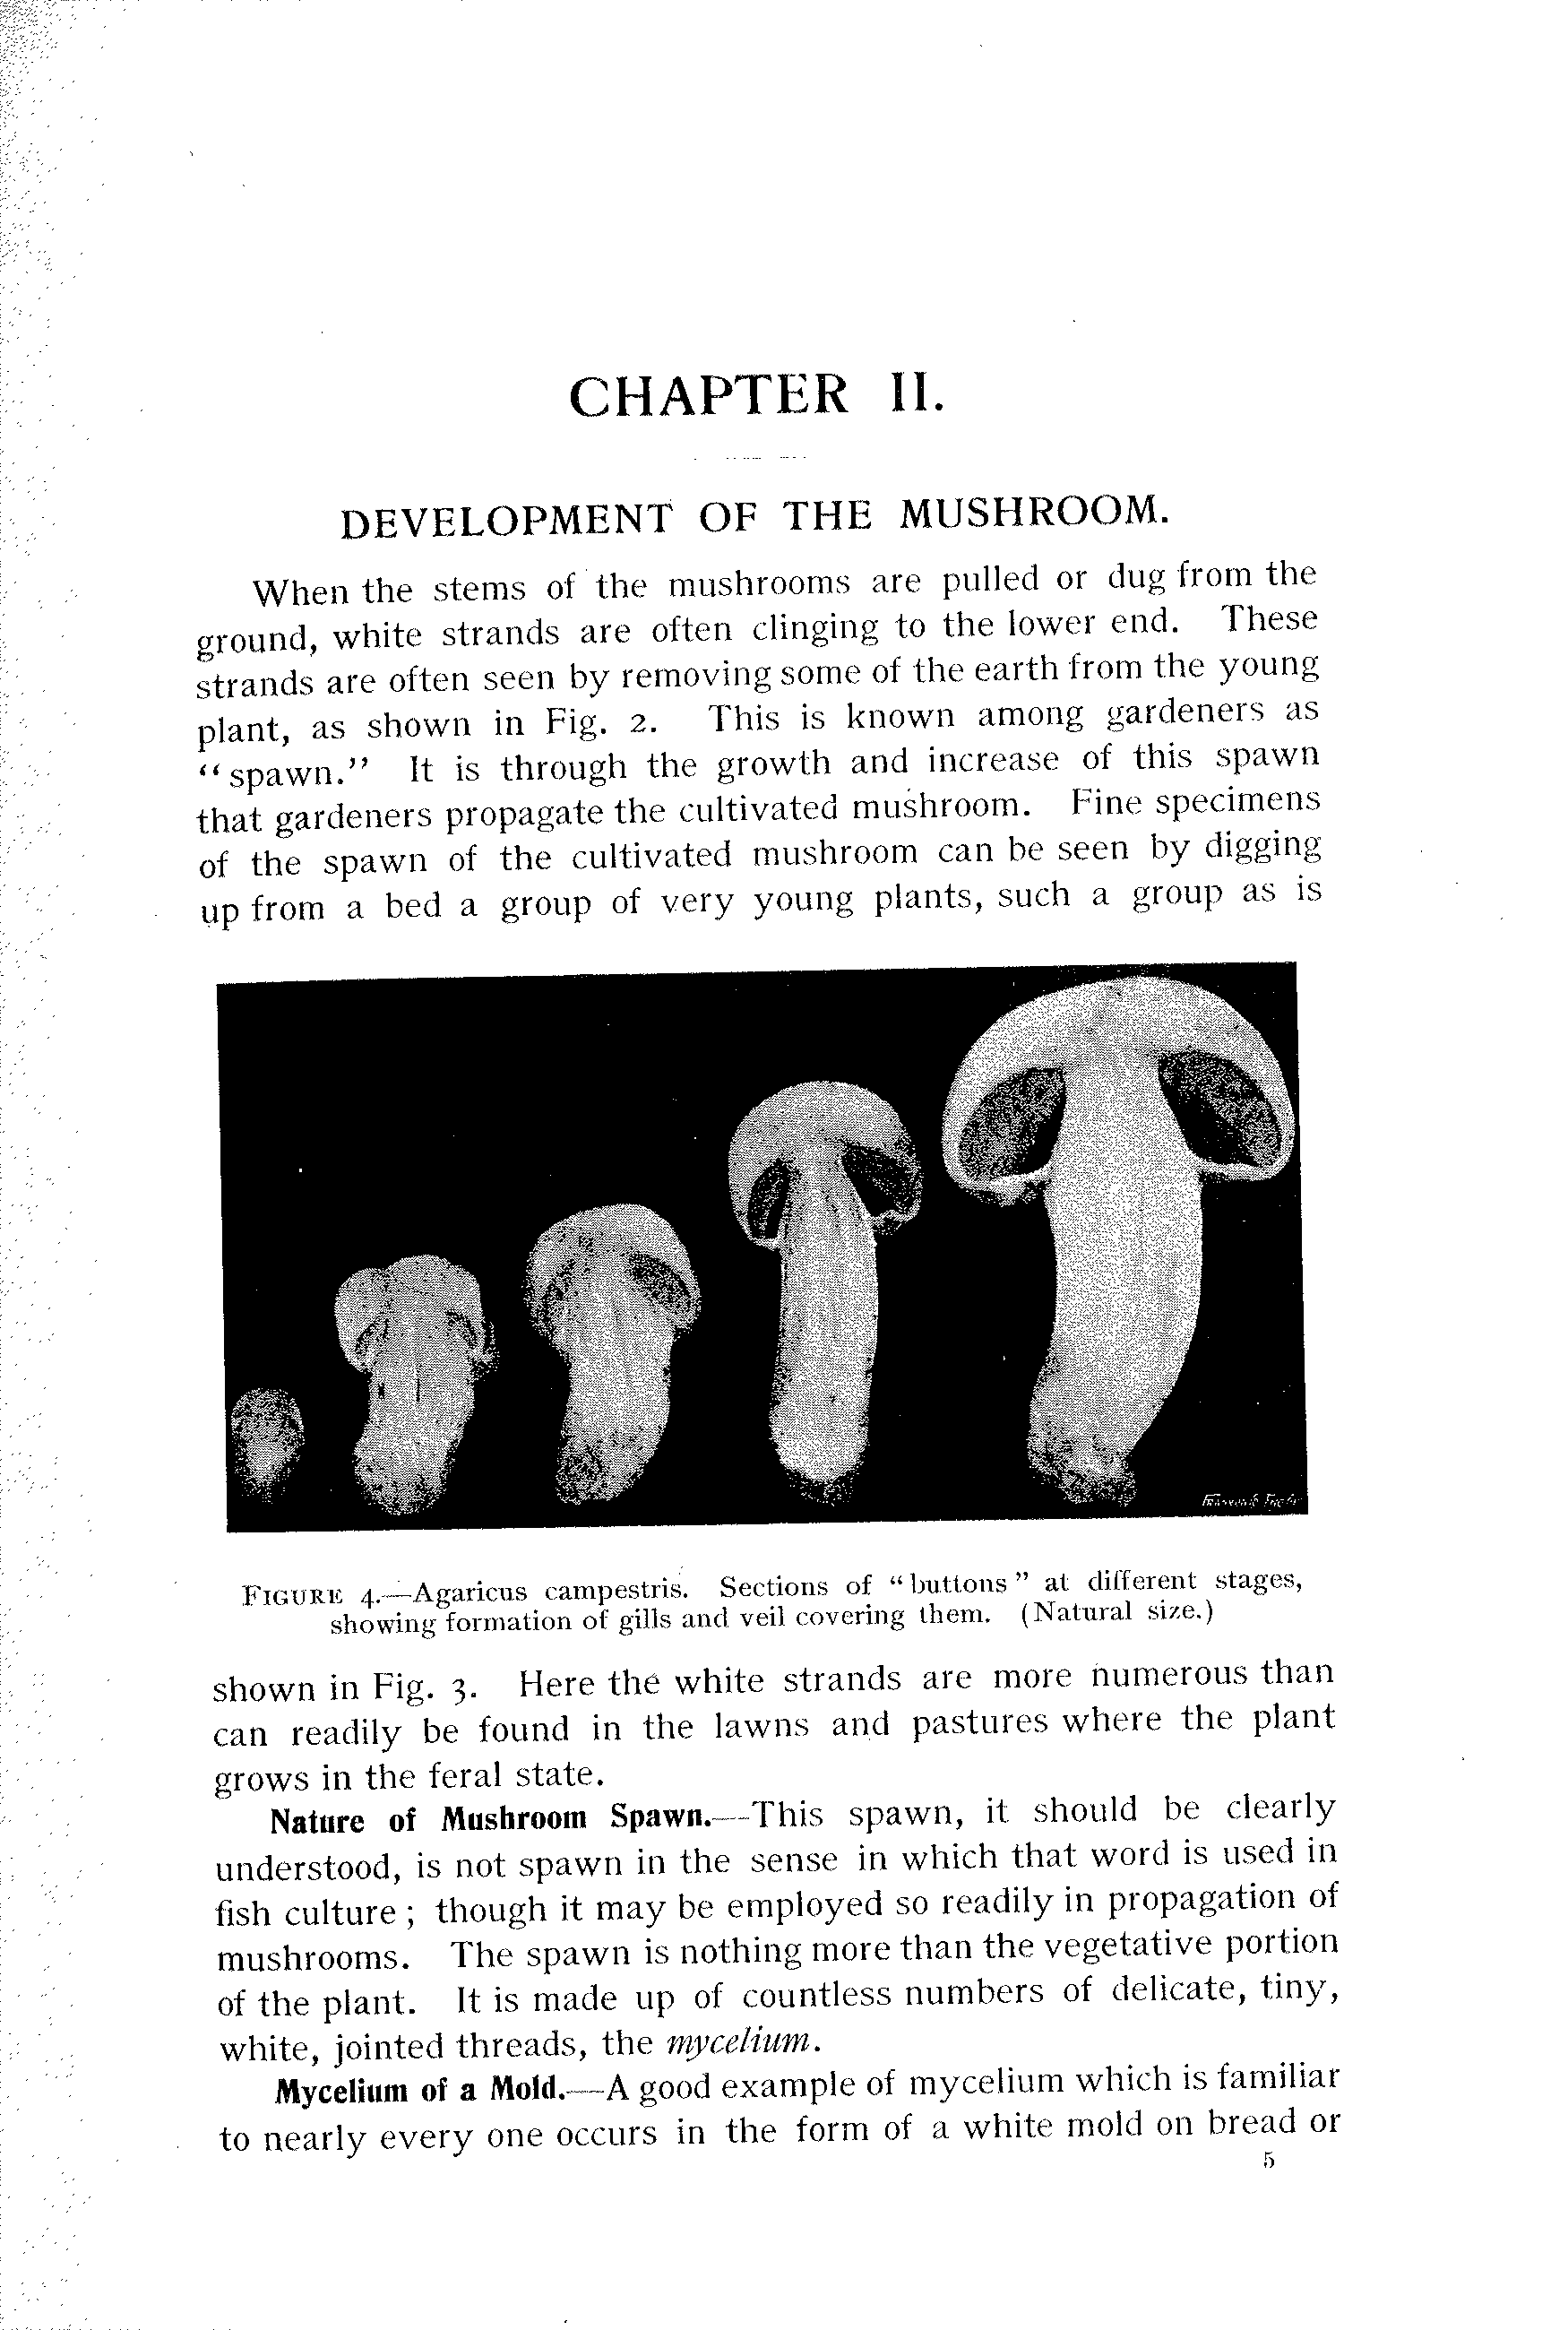 CHAPTER II.
DEVELOPMENT OF THE MUSHROOM.
When the stems of the mushrooms are pulled or dug from the
ground, white strands are often clinging to the lower end. These
strands are often seen by removing some of the earth from the young
plant, as shown in Fig. 2. This is known among gardeners as
“spawn.” It is through the growth and increase of this spawn
that gardeners propagate the cultivated mushroom. Fine specimens
of the spawn of the cultivated mushroom can be seen by digging
up from a bed a group of very young plants, such a group as is
FIGURE 4.—Agaricus campestris. Sections of “buttons” at different stages,
showing formation of gills and veil covering them. (Natural size.)
shown in Fig. 3. Here the white strands are more numerous than
can readily be found in the lawns and pastures where the plant
grows in the feral state.
Nature of Mushroom Spawn.—This spawn, it should be clearly
understood, is not spawn in the sense in which that word is used in
fish culture; though it may be employed so readily in propagation of
mushrooms. The spawn is nothing more than the vegetative portion
of the plant. It is made up of countless numbers of delicate, tiny,
white, jointed threads, the mycelium.
Mycelium of a Mold.—A good example of mycelium which is familiar
to nearly every one occurs in the form of a white mold on bread or
5